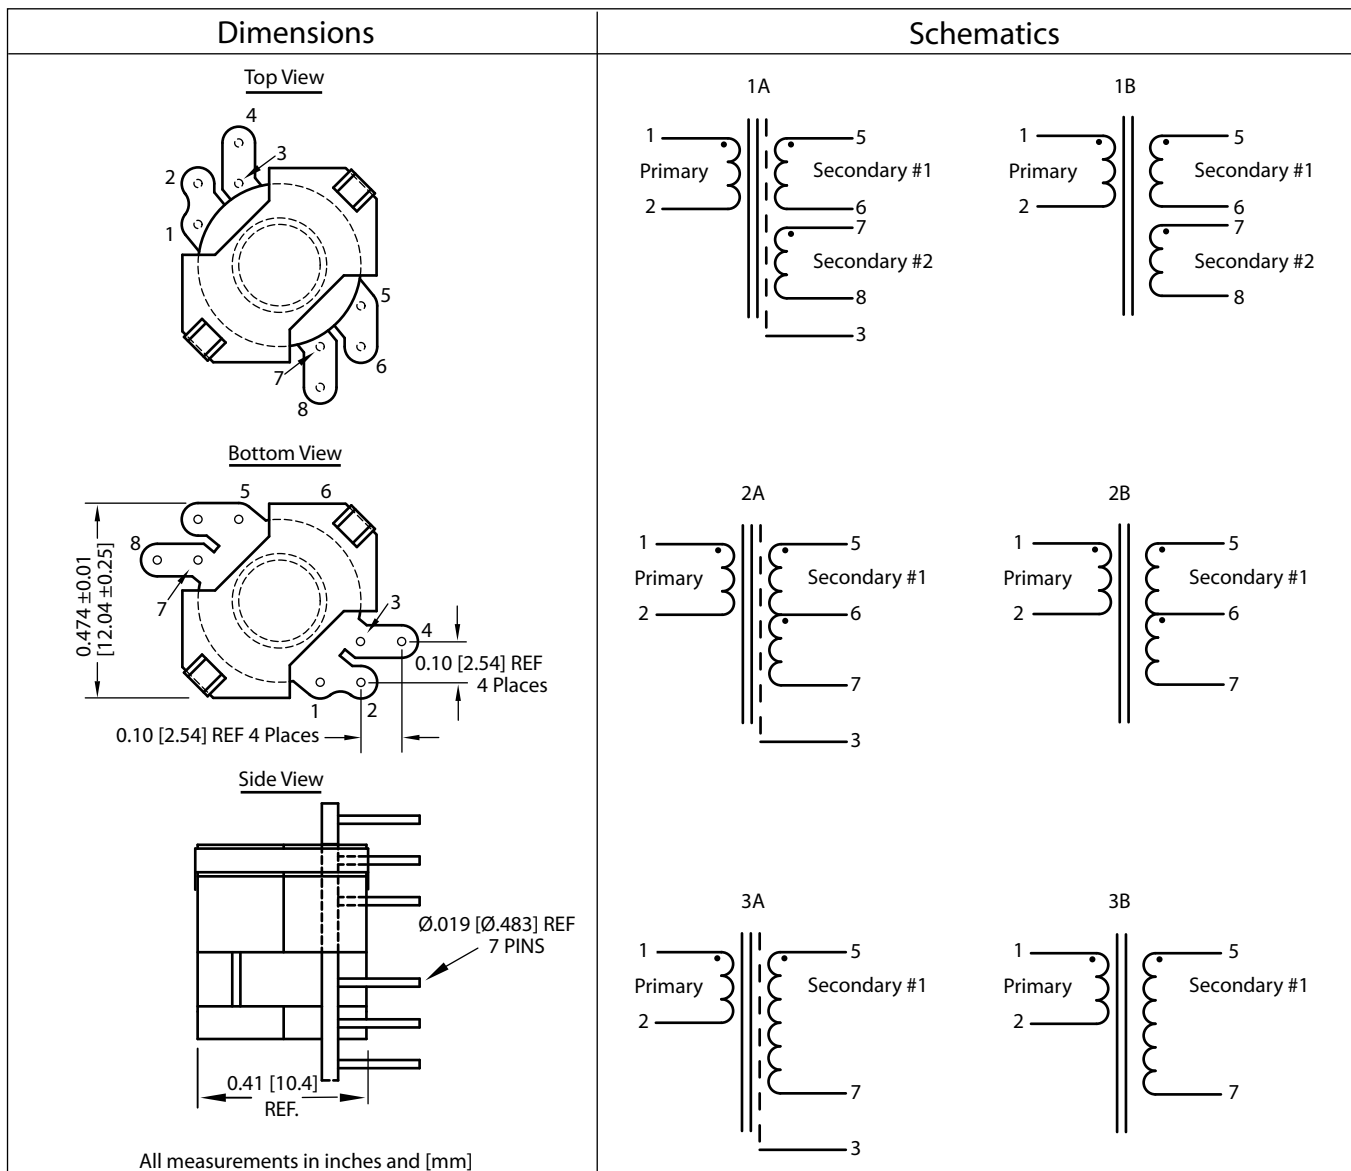 Dimensions
Schematics
Top View
4
3
2
1
5
6
7
8
Bottom View
5
6
8
7
3
4
0.474 ±0.01
[12.04 ±0.25]
0.10 [2.54] REF
4 Places
1
2
0.10 [2.54] REF 4 Places
Side View
Ø.019 [Ø.483] REF
7 PINS
0.41 [10.4]
REF.
All measurements in inches and [mm]
1A
1
5
Primary
Secondary #1
2
6
7
Secondary #2
8
3
1B
1
5
Primary
Secondary #1
2
6
7
Secondary #2
8
2A
1
5
Primary
Secondary #1
2
6
7
3
2B
1
5
Primary
Secondary #1
2
6
7
3A
1
5
Primary
Secondary #1
2
7
3
3B
1
5
Primary
Secondary #1
2
7